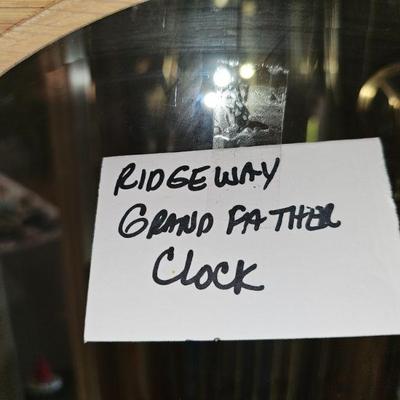 RIDGEWAY
GRAND FATHER
CLOCK